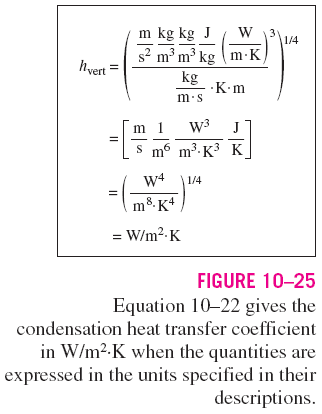 h_vert = ( ( m/s² kg/m³ kg/m³ J/kg ( W/m·K )³ ) / ( kg/m·s ·K·m ) )^1/4
= [ m/s 1/m⁶ W³/m³·K³ J/K ]
= ( W⁴/m⁸·K⁴ )^1/4
= W/m²·K
FIGURE 10–25
Equation 10–22 gives the
condensation heat transfer coefficient
in W/m²·K when the quantities are
expressed in the units specified in their
descriptions.